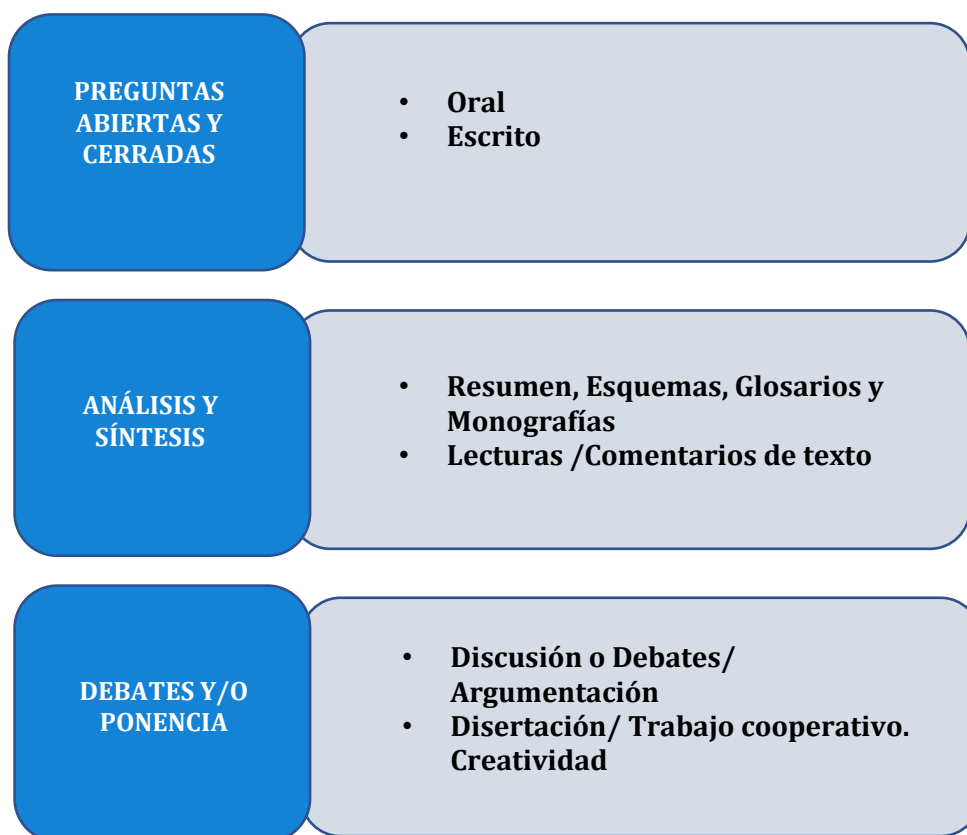 PREGUNTAS
ABIERTAS Y
CERRADAS
• Oral
• Escrito
ANÁLISIS Y
SÍNTESIS
• Resumen, Esquemas, Glosarios y
Monografías
• Lecturas /Comentarios de texto
DEBATES Y/O
PONENCIA
• Discusión o Debates/
Argumentación
• Disertación/ Trabajo cooperativo.
Creatividad